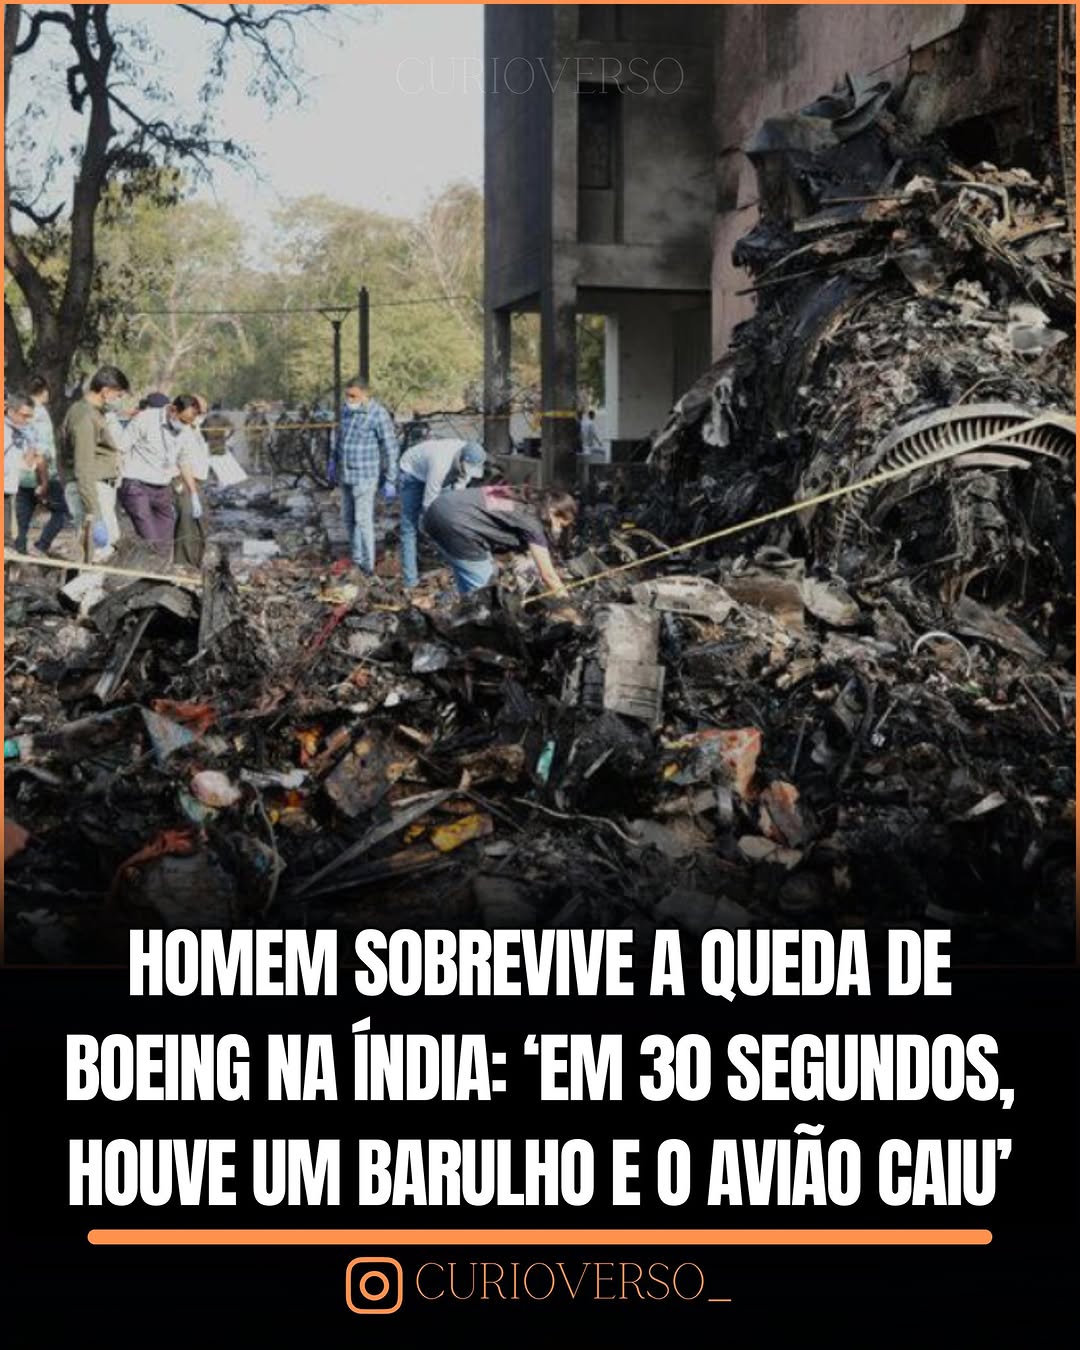 CURIOVERSO
HOMEM SOBREVIVE A QUEDA DE
BOEING NA ÍNDIA: ‘EM 30 SEGUNDOS,
HOUVE UM BARULHO E O AVIÃO CAIU’
CURIOVERSO_